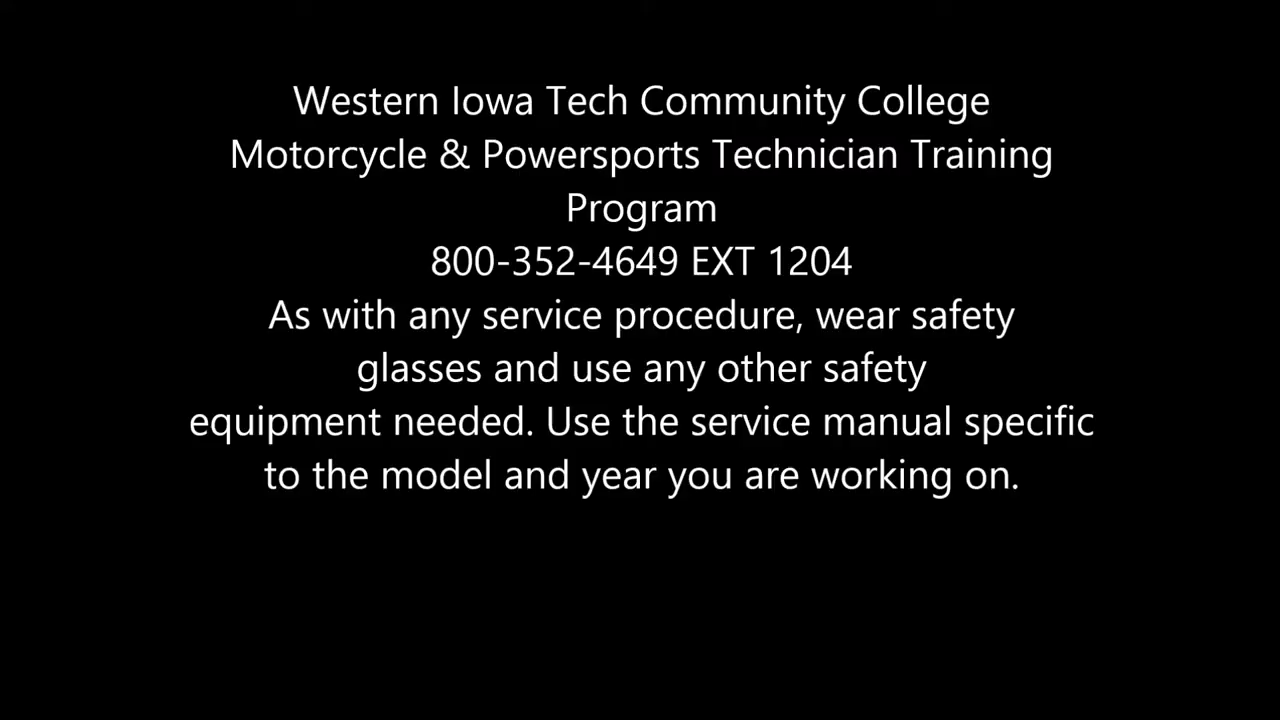 Western Iowa Tech Community College
Motorcycle & Powersports Technician Training
Program
800-352-4649 EXT 1204
As with any service procedure, wear safety
glasses and use any other safety
equipment needed. Use the service manual specific
to the model and year you are working on.